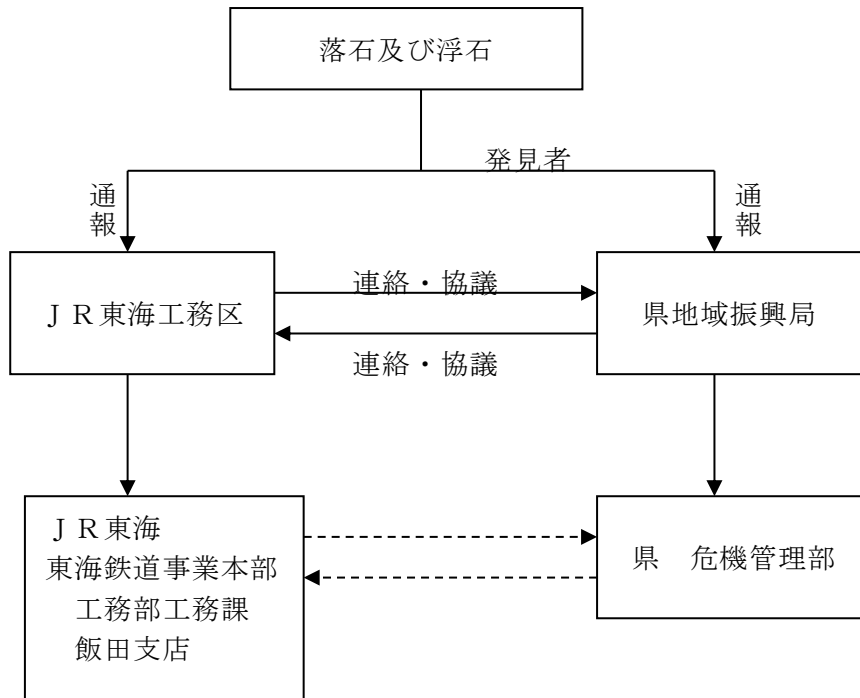 落石及び浮石
発見者
通報
通報
ＪＲ東海工務区
連絡・協議
県地域振興局
連絡・協議
ＪＲ東海
東海鉄道事業本部
工務部工務課
飯田支店
県　危機管理部